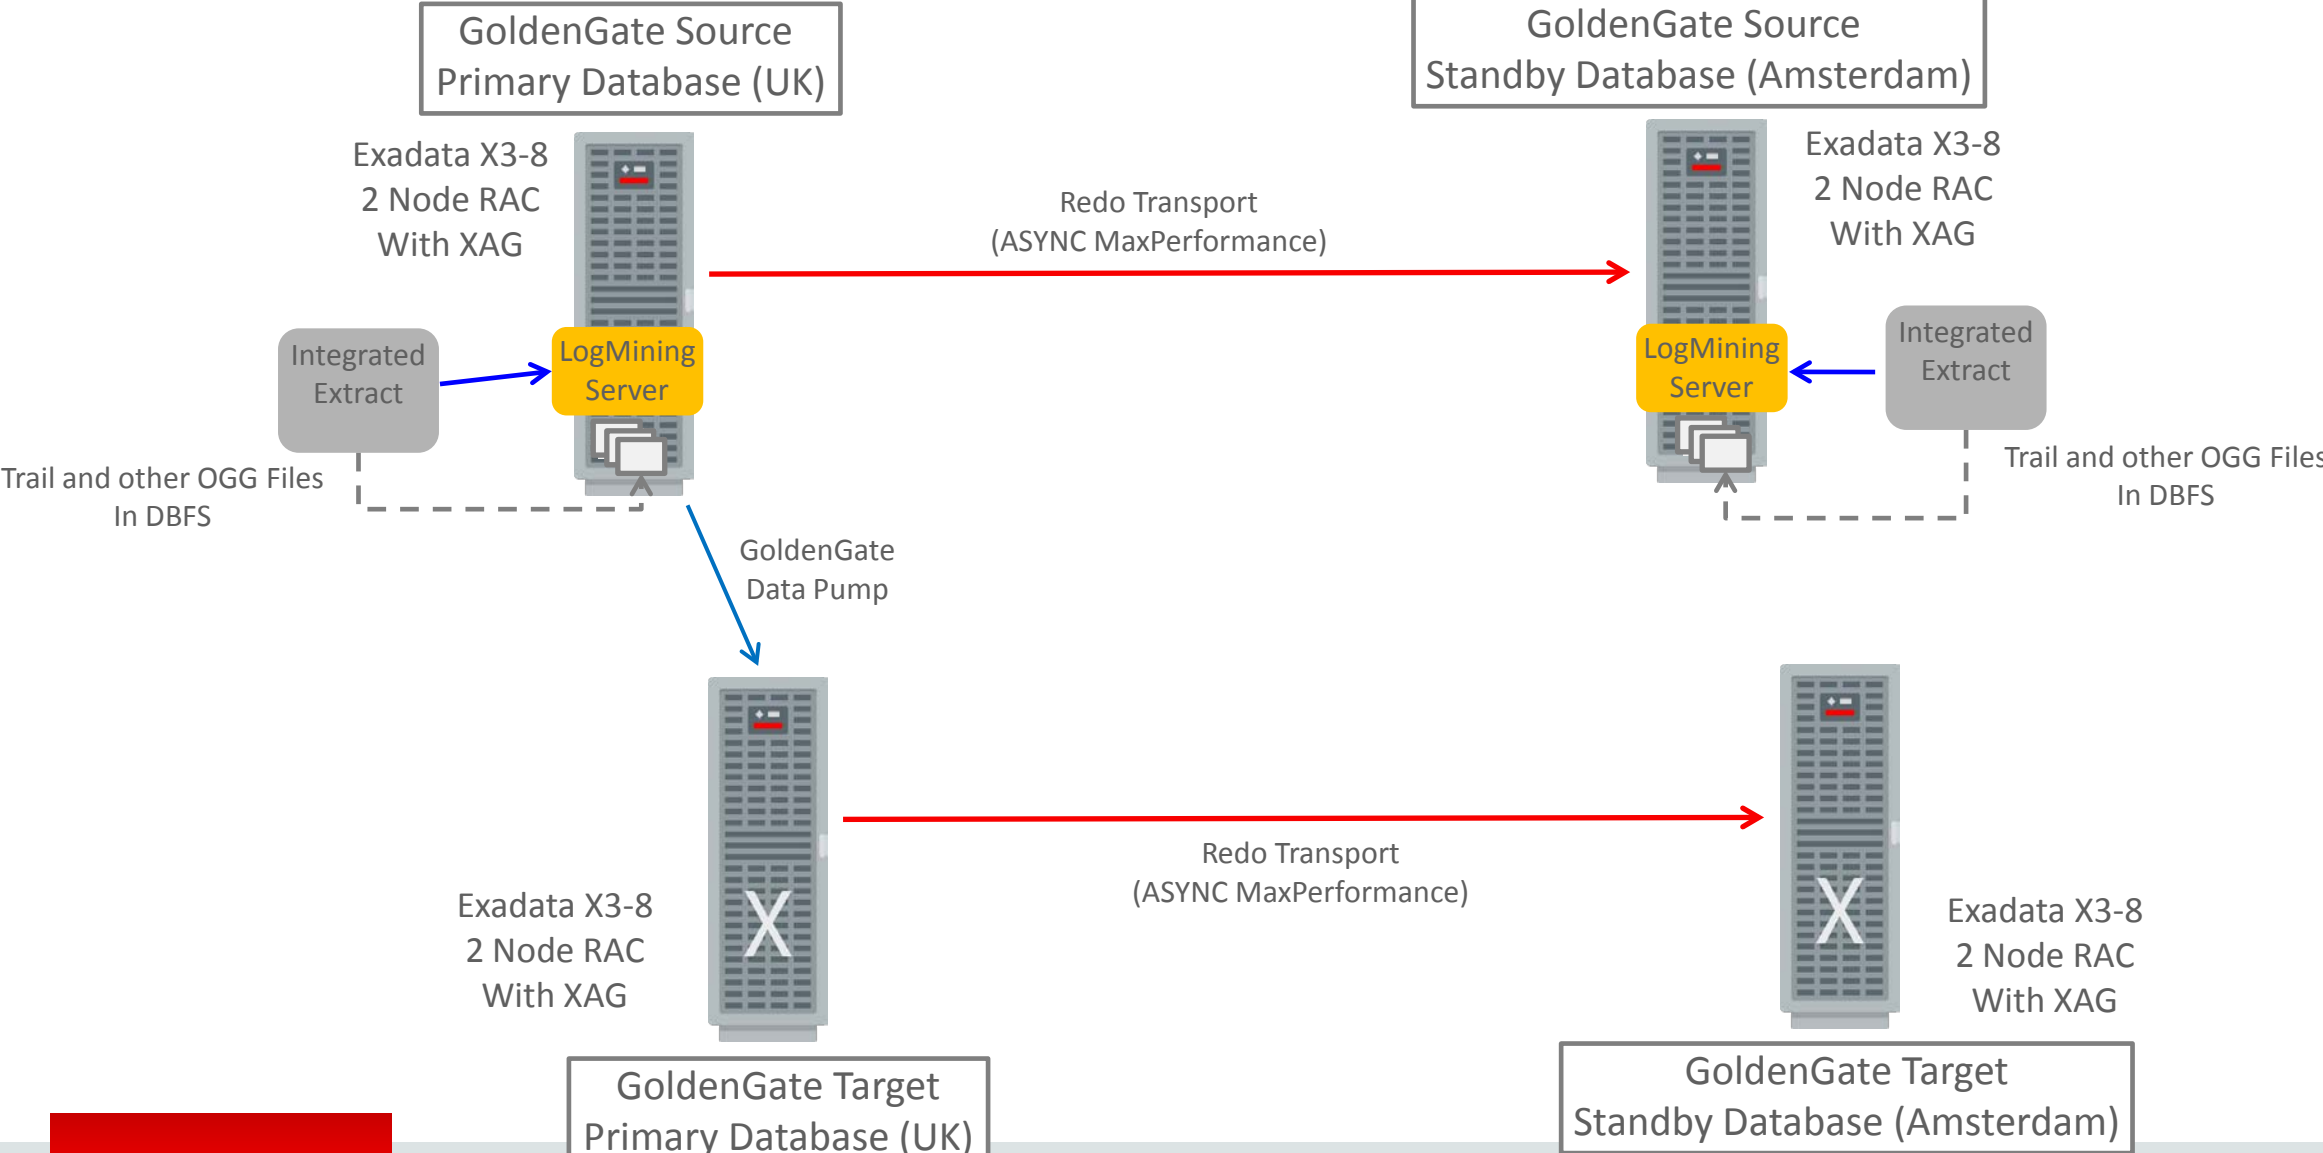 GoldenGate Source
Primary Database (UK)
GoldenGate Source
Standby Database (Amsterdam)
Exadata X3-8
2 Node RAC
With XAG
Redo Transport
(ASYNC MaxPerformance)
Exadata X3-8
2 Node RAC
With XAG
Integrated
Extract
LogMining
Server
LogMining
Server
Integrated
Extract
Trail and other OGG Files
In DBFS
Trail and other OGG Files
In DBFS
GoldenGate
Data Pump
Redo Transport
(ASYNC MaxPerformance)
Exadata X3-8
2 Node RAC
With XAG
X
X
Exadata X3-8
2 Node RAC
With XAG
GoldenGate Target
Primary Database (UK)
GoldenGate Target
Standby Database (Amsterdam)